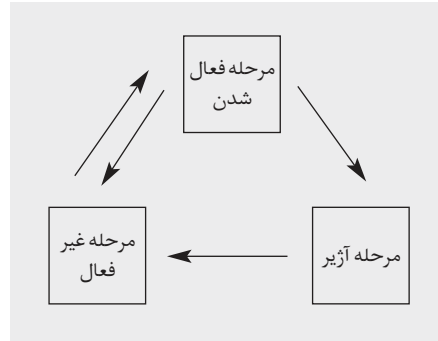 مرحله فعال
شدن
مرحله آژیر
مرحله غیر
فعال